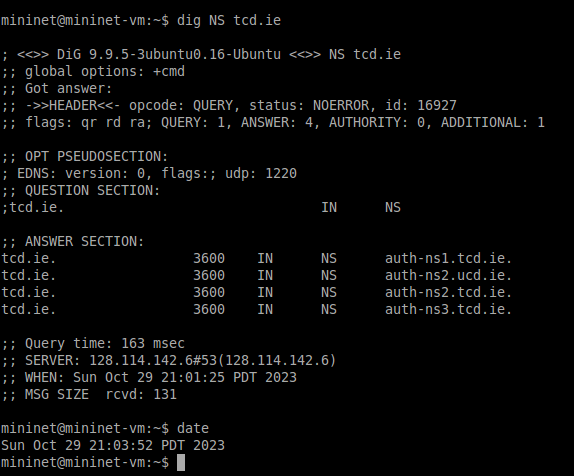 mininet@mininet-vm:~$ dig NS tcd.ie

; <<>> DiG 9.9.5-3ubuntu0.16-Ubuntu <<>> NS tcd.ie
;; global options: +cmd
;; Got answer:
;; ->>HEADER<<- opcode: QUERY, status: NOERROR, id: 16927
;; flags: qr rd ra; QUERY: 1, ANSWER: 4, AUTHORITY: 0, ADDITIONAL: 1

;; OPT PSEUDOSECTION:
; EDNS: version: 0, flags:; udp: 1220
;; QUESTION SECTION:
;tcd.ie.                                IN      NS

;; ANSWER SECTION:
tcd.ie.                 3600    IN      NS      auth-ns1.tcd.ie.
tcd.ie.                 3600    IN      NS      auth-ns2.ucd.ie.
tcd.ie.                 3600    IN      NS      auth-ns2.tcd.ie.
tcd.ie.                 3600    IN      NS      auth-ns3.tcd.ie.

;; Query time: 163 msec
;; SERVER: 128.114.142.6#53(128.114.142.6)
;; WHEN: Sun Oct 29 21:01:25 PDT 2023
;; MSG SIZE  rcvd: 131

mininet@mininet-vm:~$ date
Sun Oct 29 21:03:52 PDT 2023
mininet@mininet-vm:~$